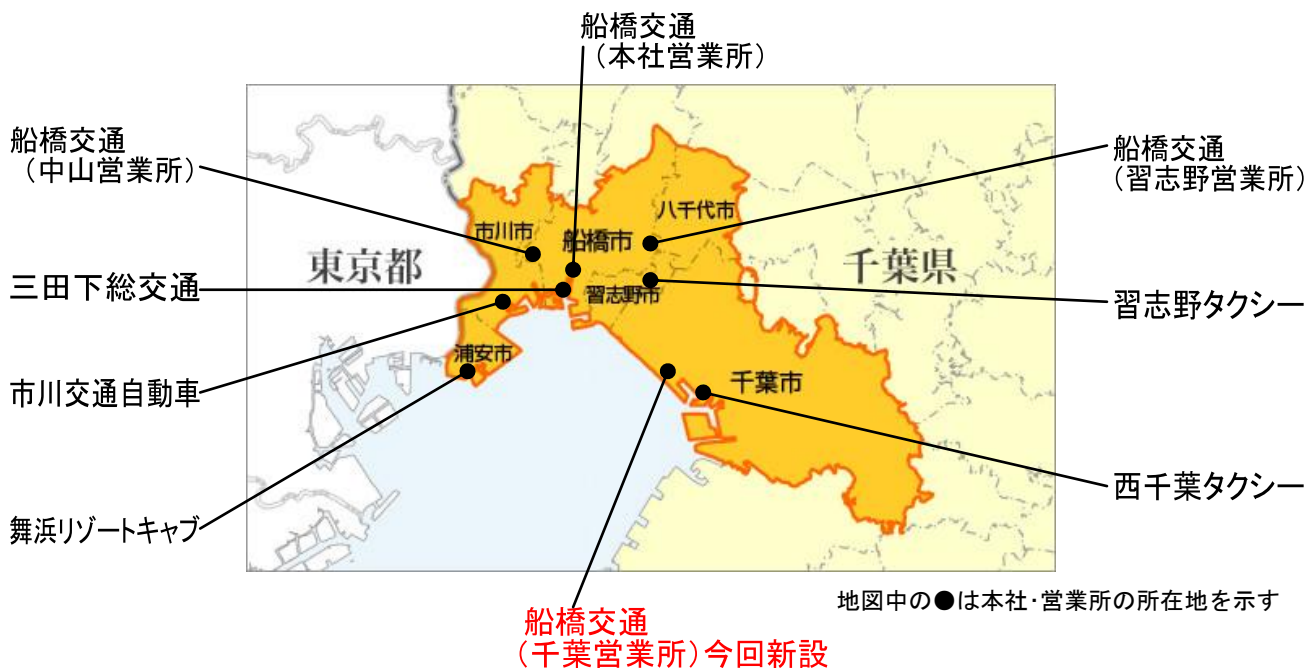 船橋交通
（本社営業所）
船橋交通
（中山営業所）
船橋交通
（習志野営業所）
八千代市
市川市
船橋市
東京都
千葉県
三田下総交通
習志野市
習志野タクシー
浦安市
市川交通自動車
千葉市
西千葉タクシー
舞浜リゾートキャブ
地図中の●は本社・営業所の所在地を示す
船橋交通
（千葉営業所）今回新設